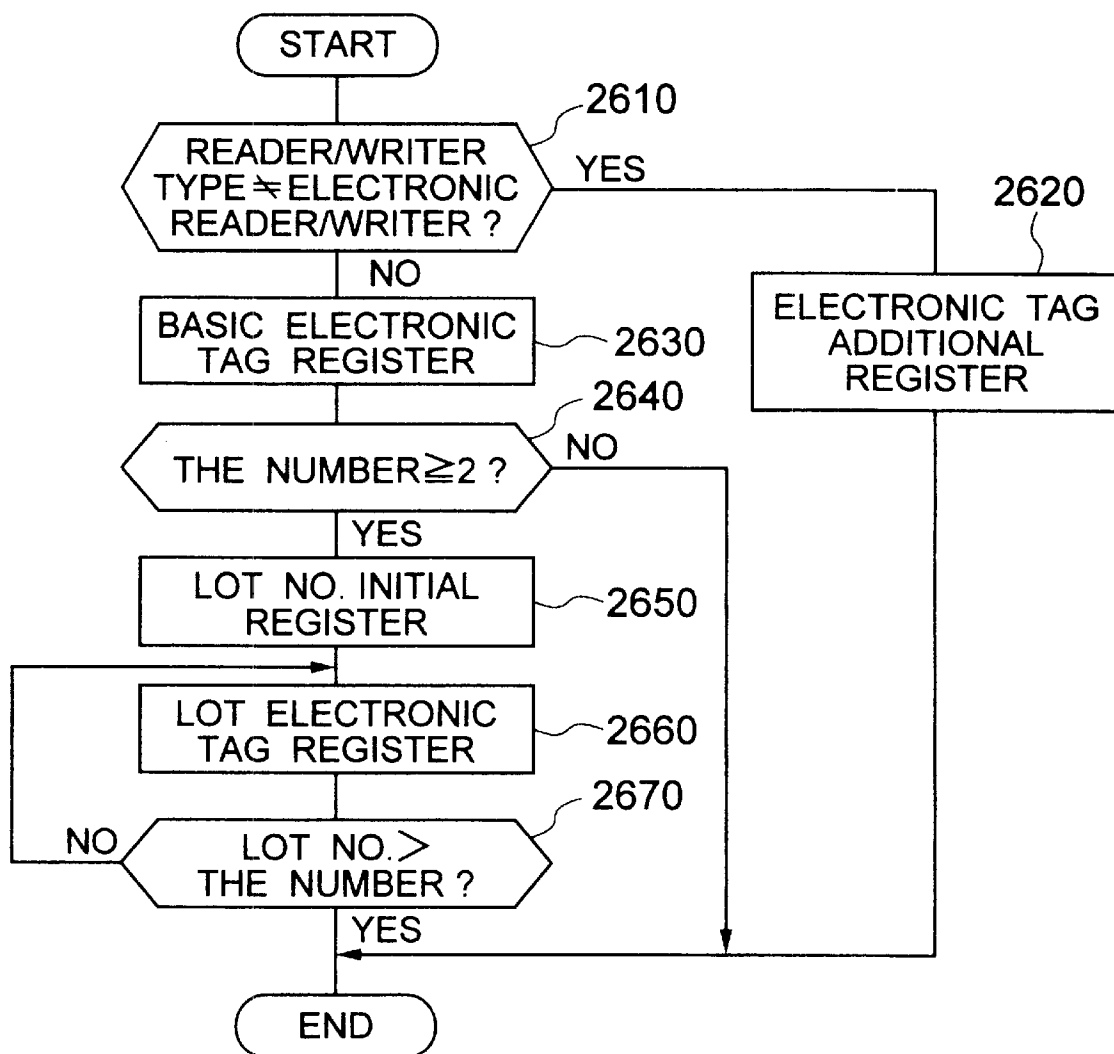 START
2610
READER/WRITER
TYPE≠ELECTRONIC
READER/WRITER ?
YES
2620
NO
ELECTRONIC TAG
ADDITIONAL
REGISTER
BASIC ELECTRONIC
TAG REGISTER
2630
2640
THE NUMBER≧2 ?
NO
YES
LOT NO. INITIAL
REGISTER
2650
LOT ELECTRONIC
TAG REGISTER
2660
2670
NO
LOT NO.>
THE NUMBER ?
YES
END